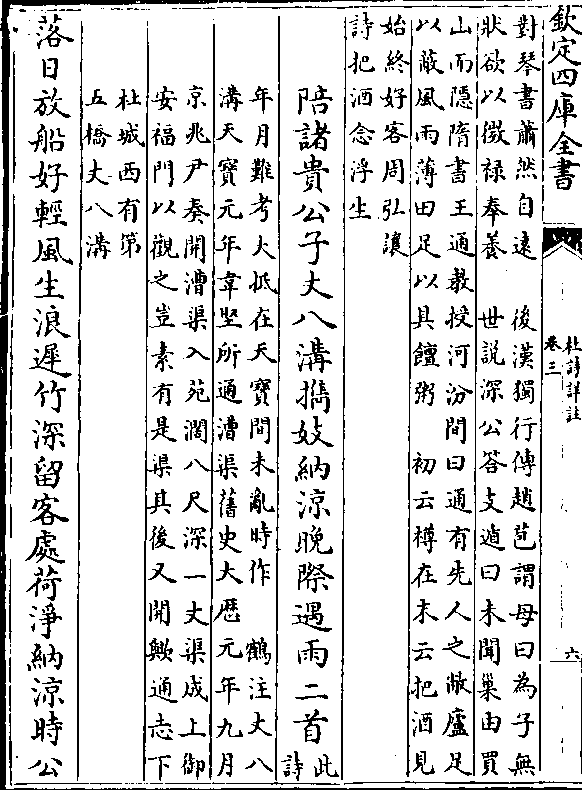 欽定四庫全書
杜詩詳註
卷三
六
對琴書蕭然自遠　後漢獨行傳趙苞謂母曰為子無
狀欲以微禄奉養　世説深公答支遁曰未聞巢由買
山而隱隋書王通教授河汾間曰通有先人之敝廬足
以蔽風雨薄田足以具饘粥　初云樽在末云把酒見
始終好客周弘讓
詩把酒念浮生
陪諸貴公子丈八溝攜妓納涼晚際遇雨二首此
詩
年月難考大抵在天寶間未亂時作　鶴注丈八
溝天寶元年韋堅所通漕渠舊史大厯元年九月
京兆尹奏開漕渠入苑濶八尺深一丈渠成上御
安福門以觀之豈素有是渠其後又開歟通志下
杜城西有第
五橋丈八溝
落日放船好輕風生浪遲竹深留客處荷淨納涼時公